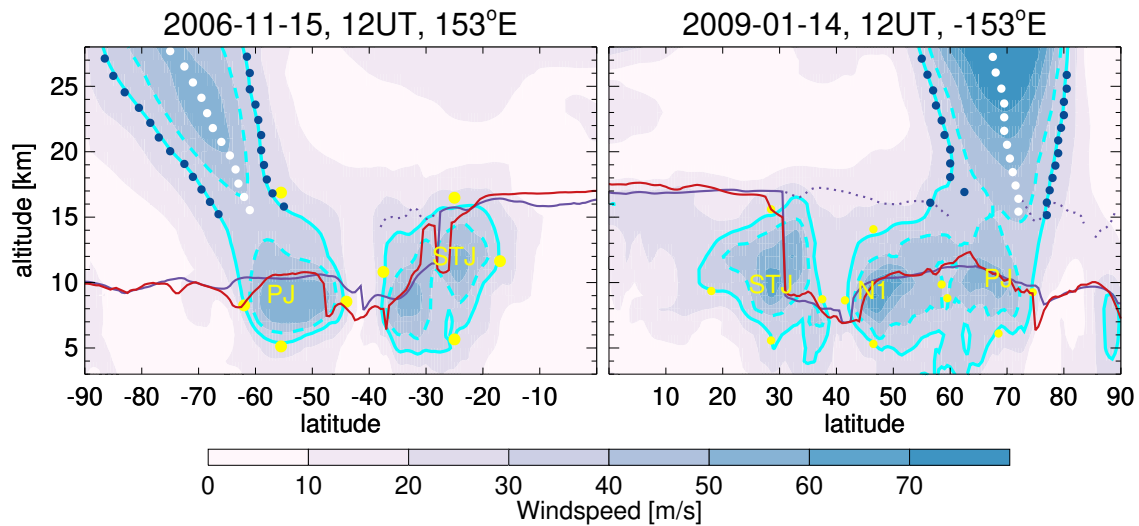 2006-11-15, 12UT, 153°E
2009-01-14, 12UT, -153°E
altitude [km]
25
20
15
10
5
PJ
STJ
STJ
N1
PJ
-90 -80 -70 -60 -50 -40 -30 -20 -10
10 20 30 40 50 60 70 80 90
latitude
latitude
0 10 20 30 40 50 60 70
Windspeed [m/s]